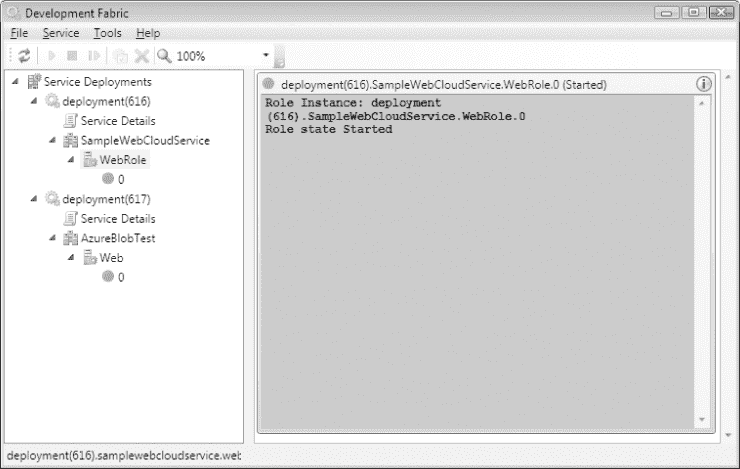 Development Fabric
File Service Tools Help
100%
Service Deployments
deployment(616)
Service Details
SampleWebCloudService
WebRole
0
deployment(617)
Service Details
AzureBlobTest
Web
0
deployment(616).SampleWebCloudService.WebRole.0 (Started)
Role Instance: deployment
(616).SampleWebCloudService.WebRole.0
Role state Started
deployment(616).samplewebcloudservice.web